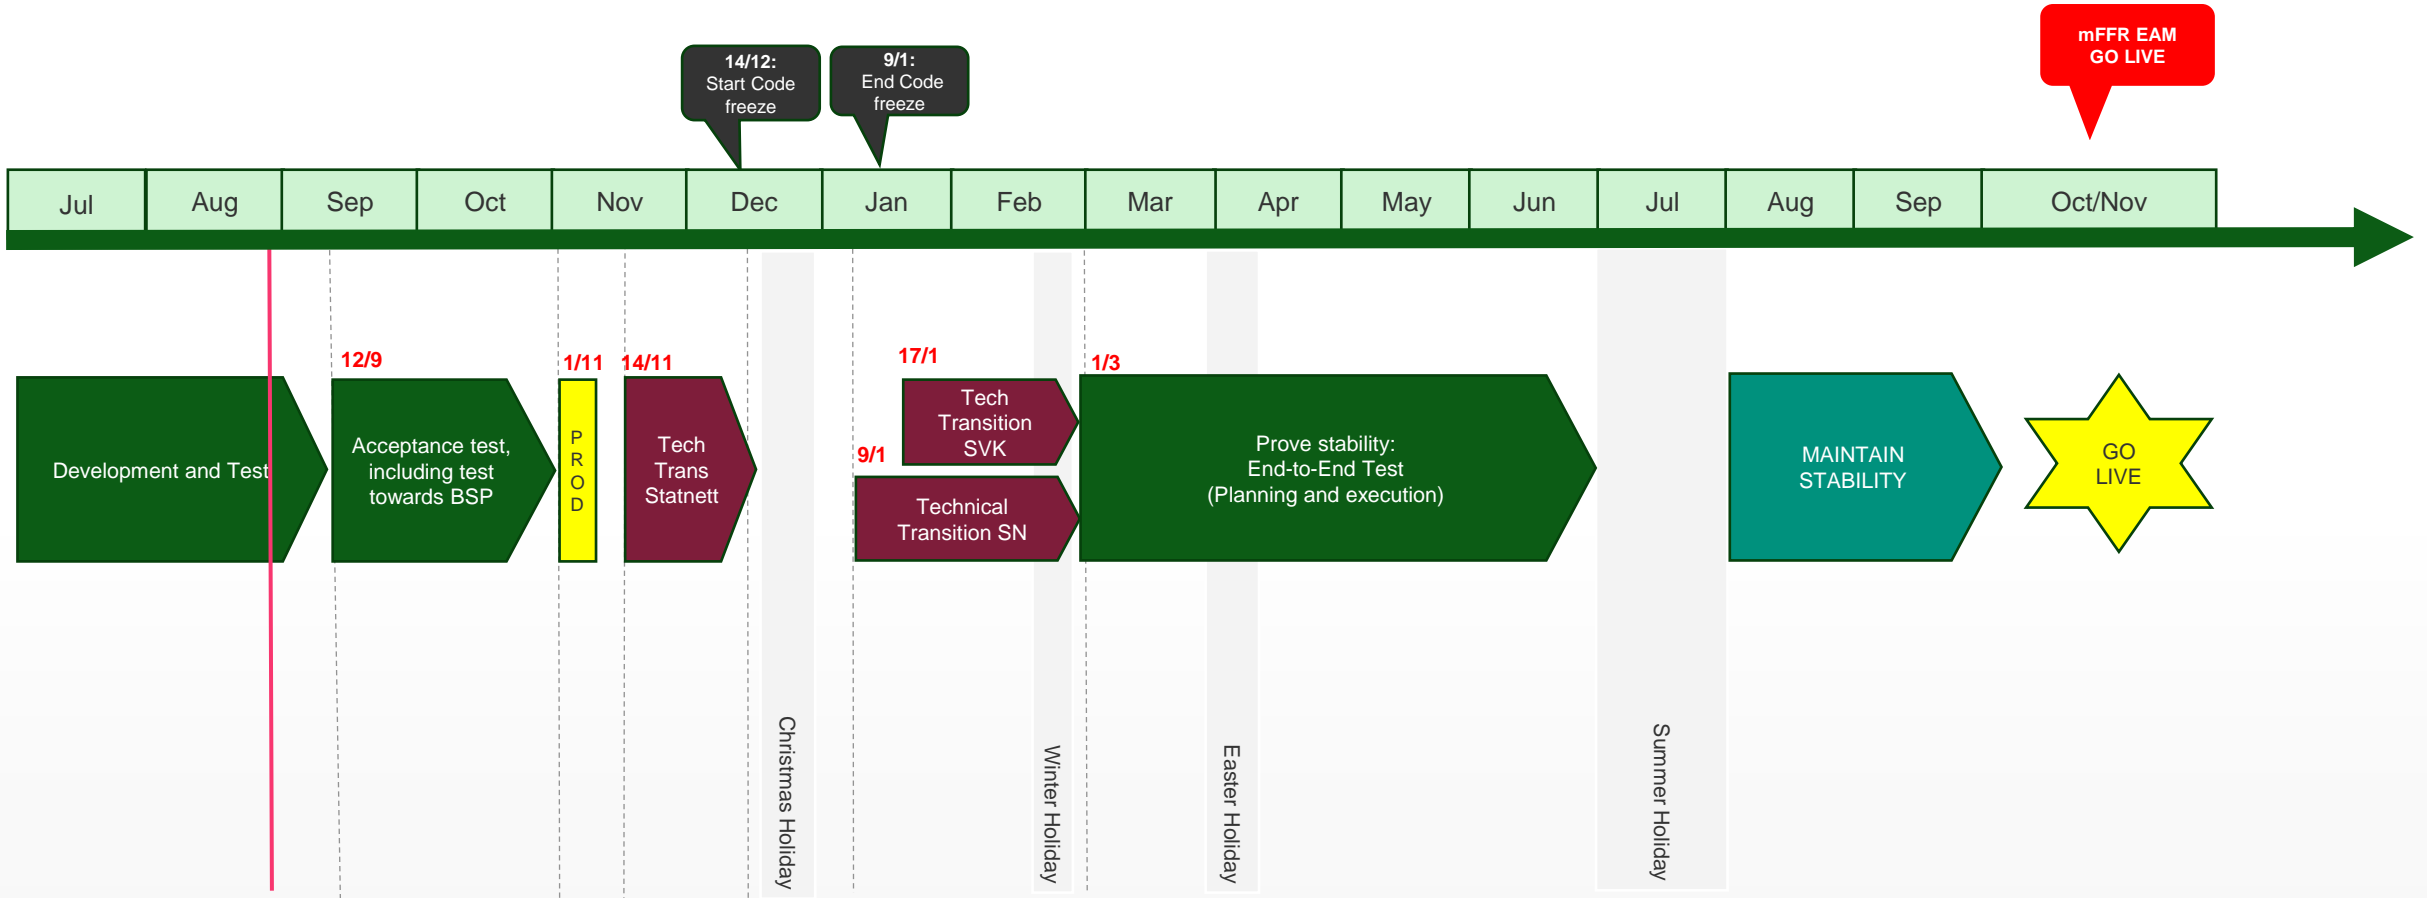 mFFR EAM
GO LIVE
14/12:
Start Code
freeze
9/1:
End Code
freeze
Jul
Aug
Sep
Oct
Nov
Dec
Jan
Feb
Mar
Apr
May
Jun
Jul
Aug
Sep
Oct/Nov
Development and Test
12/9
Acceptance test,
including test
towards BSP
1/11
P
R
O
D
14/11
Tech
Trans
Statnett
17/1
Tech
Transition
SVK
9/1
Technical
Transition SN
1/3
Prove stability:
End-to-End Test
(Planning and execution)
MAINTAIN
STABILITY
GO
LIVE
Christmas Holiday
Winter Holiday
Easter Holiday
Summer Holiday